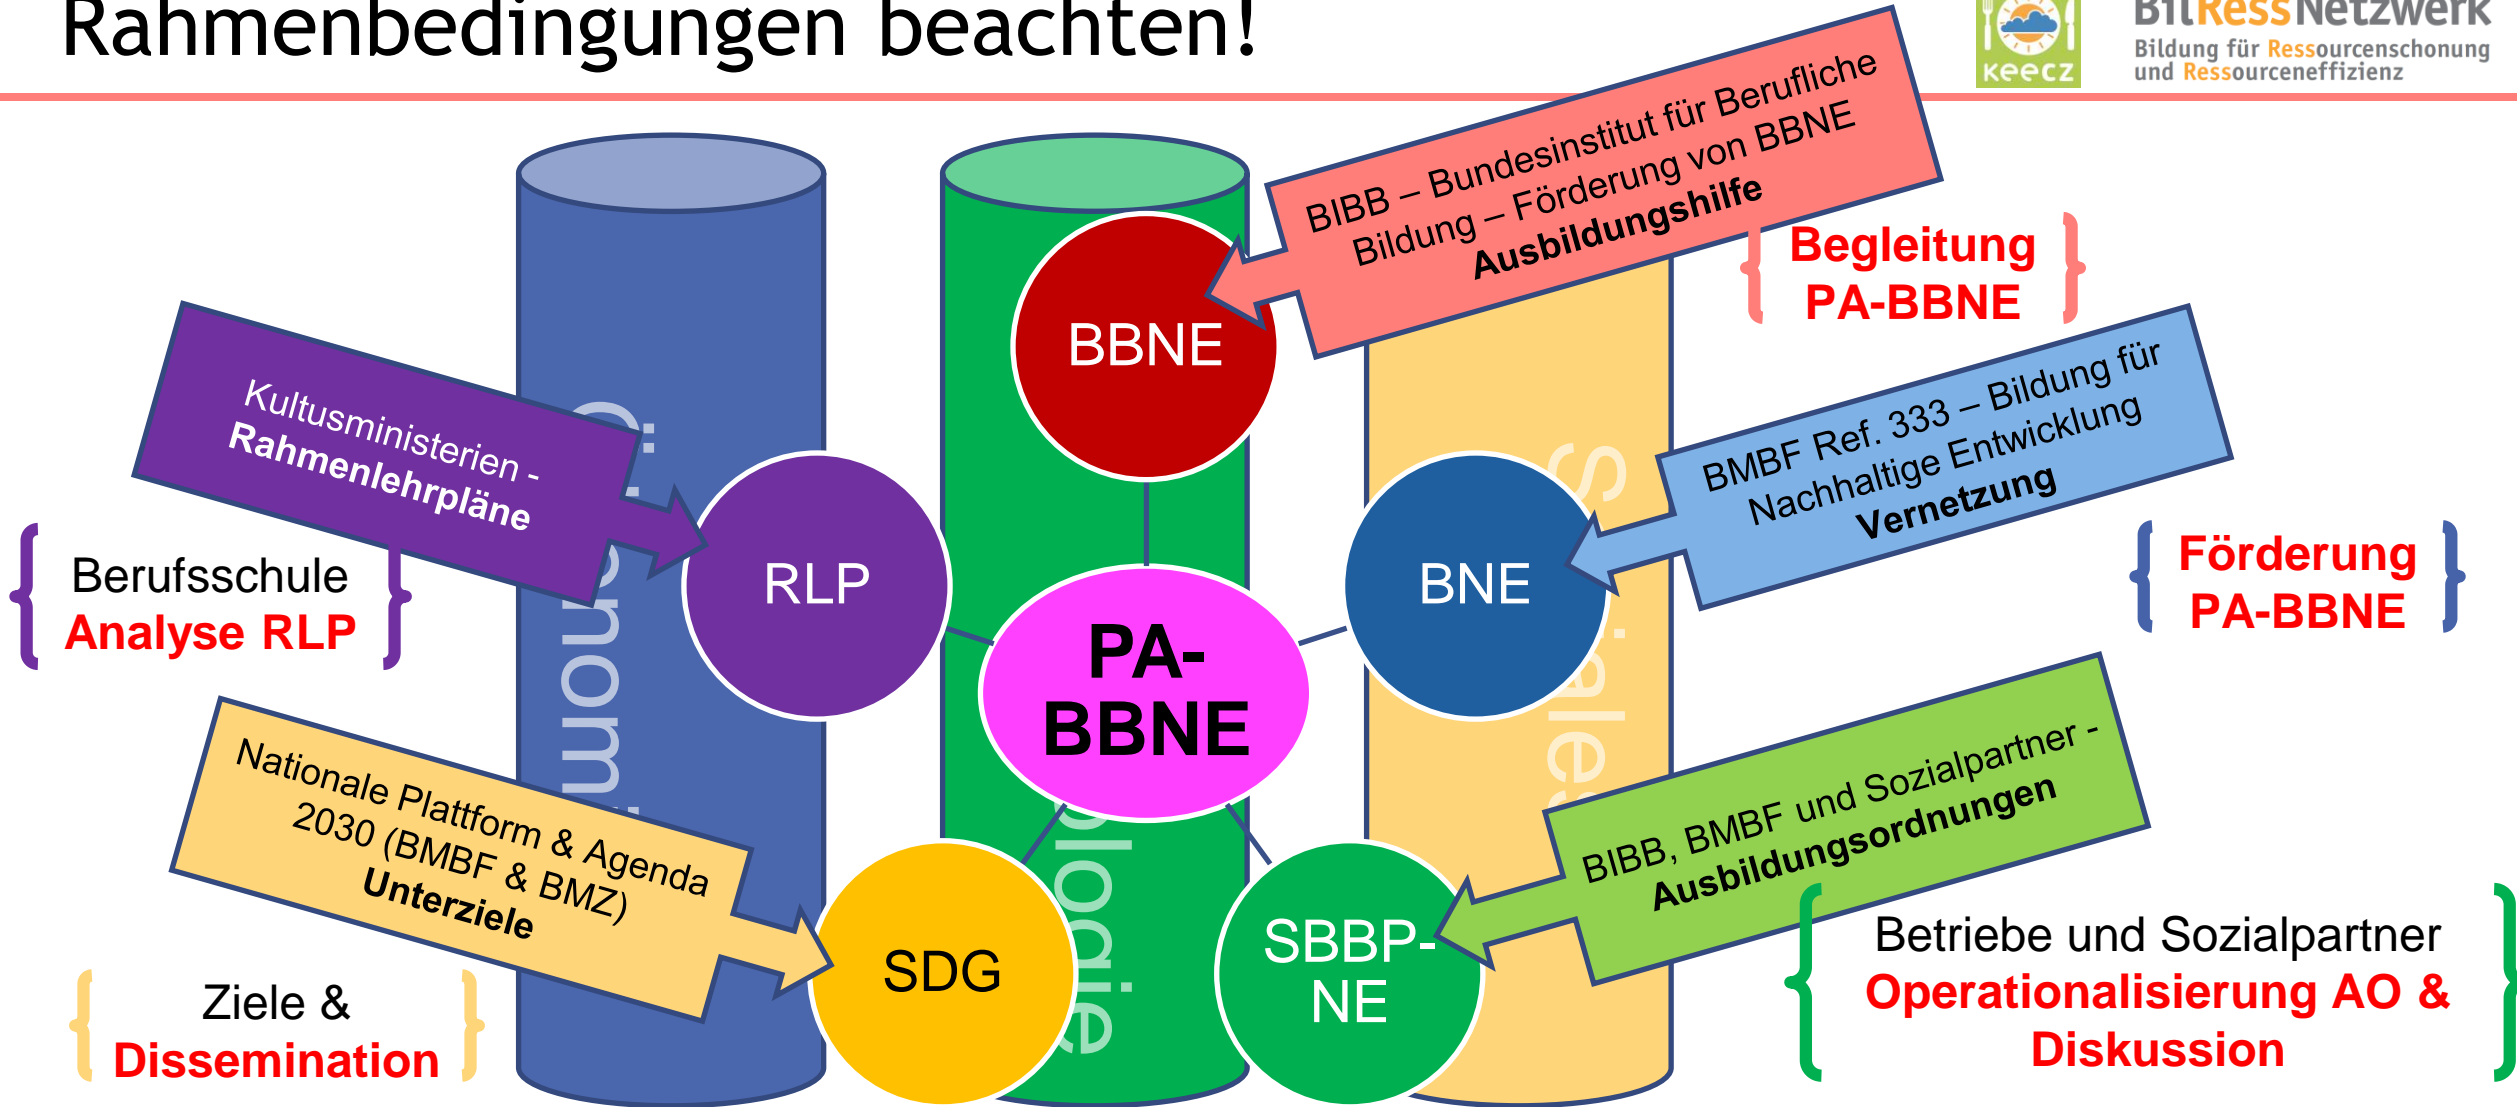 Rahmenbedingungen beachten!
keecz
BilRessNetzwerk
Bildung für Ressourcenschonung
und Ressourceneffizienz
BIBB – Bundesinstitut für Berufliche
Bildung – Förderung von BBNE
Ausbildungshilfe
Begleitung
PA-BBNE
BBNE
Kultusministerien -
Rahmenlehrpläne
BMBF Ref. 333 – Bildung für
Nachhaltige Entwicklung
Vernetzung
Berufsschule
Analyse RLP
RLP
BNE
Förderung
PA-BBNE
PA-
BBNE
Nationale Plattform & Agenda
2030 (BMBF & BMZ)
Unterziele
BIBB, BMBF und Sozialpartner -
Ausbildungsordnungen
Ziele &
Dissemination
SDG
SBBP-
NE
Betriebe und Sozialpartner
Operationalisierung AO &
Diskussion